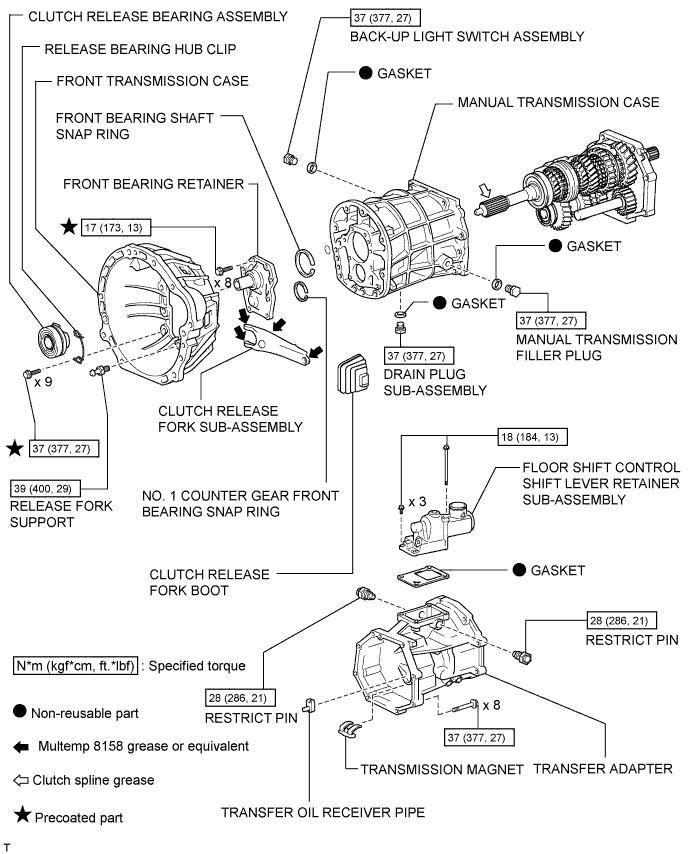 CLUTCH RELEASE BEARING ASSEMBLY
RELEASE BEARING HUB CLIP
FRONT TRANSMISSION CASE
FRONT BEARING SHAFT
SNAP RING
FRONT BEARING RETAINER
17 (173, 13)
x 8
37 (377, 27)
BACK-UP LIGHT SWITCH ASSEMBLY
GASKET
MANUAL TRANSMISSION CASE
GASKET
GASKET
37 (377, 27)
MANUAL TRANSMISSION
FILLER PLUG
37 (377, 27)
DRAIN PLUG
SUB-ASSEMBLY
x 9
CLUTCH RELEASE
FORK SUB-ASSEMBLY
37 (377, 27)
39 (400, 29)
RELEASE FORK
SUPPORT
NO. 1 COUNTER GEAR FRONT
BEARING SNAP RING
CLUTCH RELEASE
FORK BOOT
18 (184, 13)
x 3
FLOOR SHIFT CONTROL
SHIFT LEVER RETAINER
SUB-ASSEMBLY
GASKET
28 (286, 21)
RESTRICT PIN
28 (286, 21)
RESTRICT PIN
x 8
37 (377, 27)
TRANSMISSION MAGNET
TRANSFER ADAPTER
TRANSFER OIL RECEIVER PIPE
N*m (kgf*cm, ft.*lbf) : Specified torque
Non-reusable part
Multemp 8158 grease or equivalent
Clutch spline grease
Precoated part
T